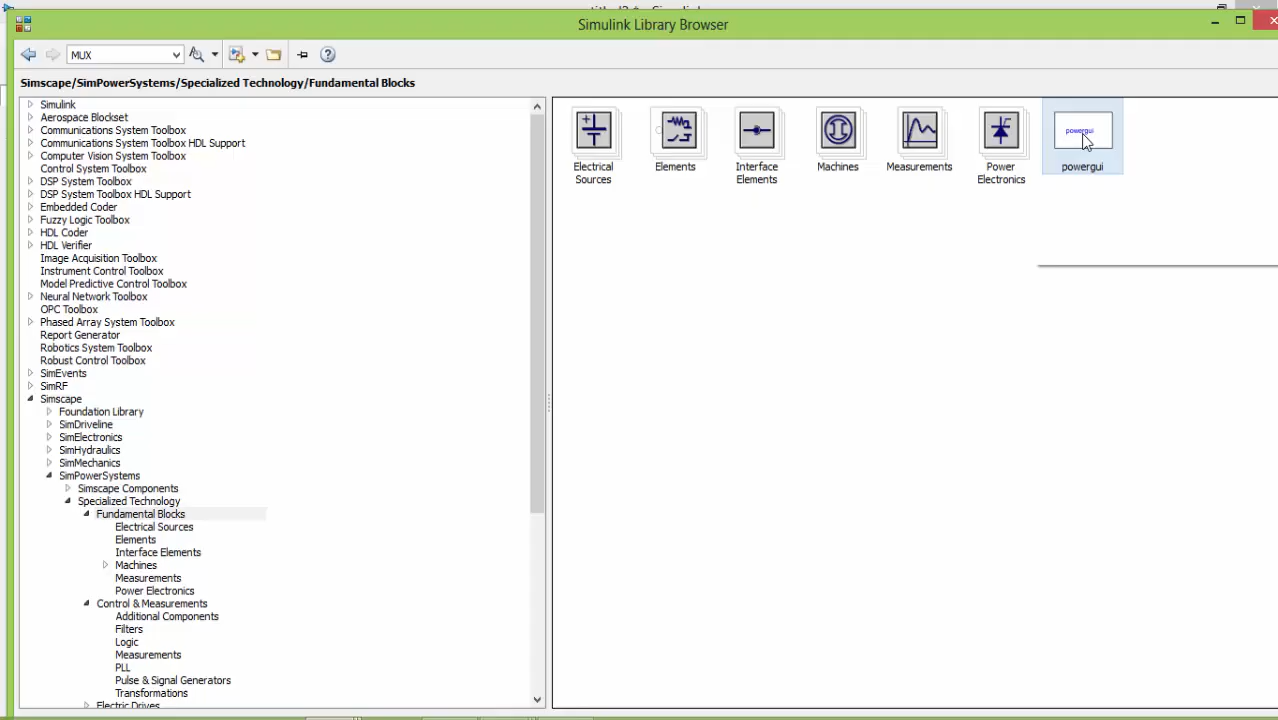 Simulink Library Browser
MUX
Simscape/SimPowerSystems/Specialized Technology/Fundamental Blocks
Simulink
Aerospace Blockset
Communications System Toolbox
Communications System Toolbox HDL Support
Computer Vision System Toolbox
Control System Toolbox
DSP System Toolbox
DSP System Toolbox HDL Support
Embedded Coder
Fuzzy Logic Toolbox
HDL Coder
HDL Verifier
Image Acquisition Toolbox
Instrument Control Toolbox
Model Predictive Control Toolbox
Neural Network Toolbox
OPC Toolbox
Phased Array System Toolbox
Report Generator
Robotics System Toolbox
Robust Control Toolbox
SimEvents
SimRF
Simscape
Foundation Library
SimDriveline
SimElectronics
SimHydraulics
SimMechanics
SimPowerSystems
Simscape Components
Specialized Technology
Fundamental Blocks
Electrical Sources
Elements
Interface Elements
Machines
Measurements
Power Electronics
Control & Measurements
Additional Components
Filters
Logic
Measurements
PLL
Pulse & Signal Generators
Transformations
Electric Drives
Electrical
Sources
Elements
Interface
Elements
Machines
Measurements
Power
Electronics
powergui
powergui